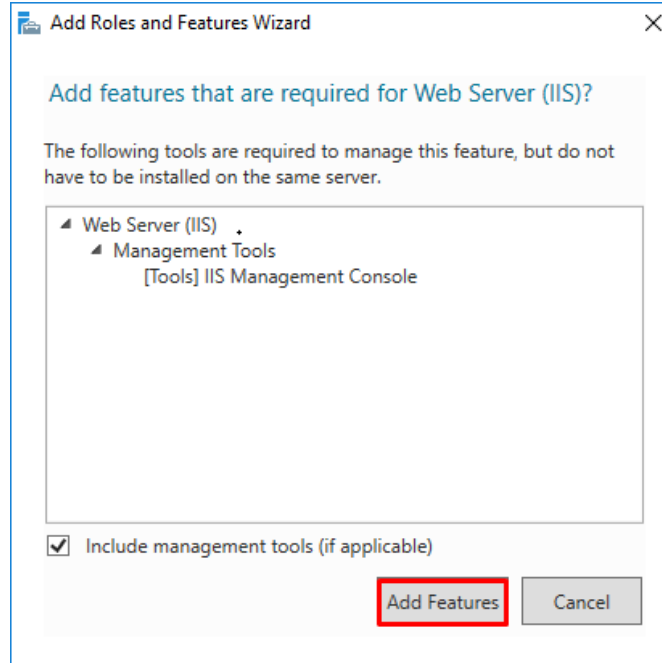 Add Roles and Features Wizard
Add features that are required for Web Server (IIS)?
The following tools are required to manage this feature, but do not
have to be installed on the same server.
Web Server (IIS)
Management Tools
[Tools] IIS Management Console
Include management tools (if applicable)
Add Features
Cancel